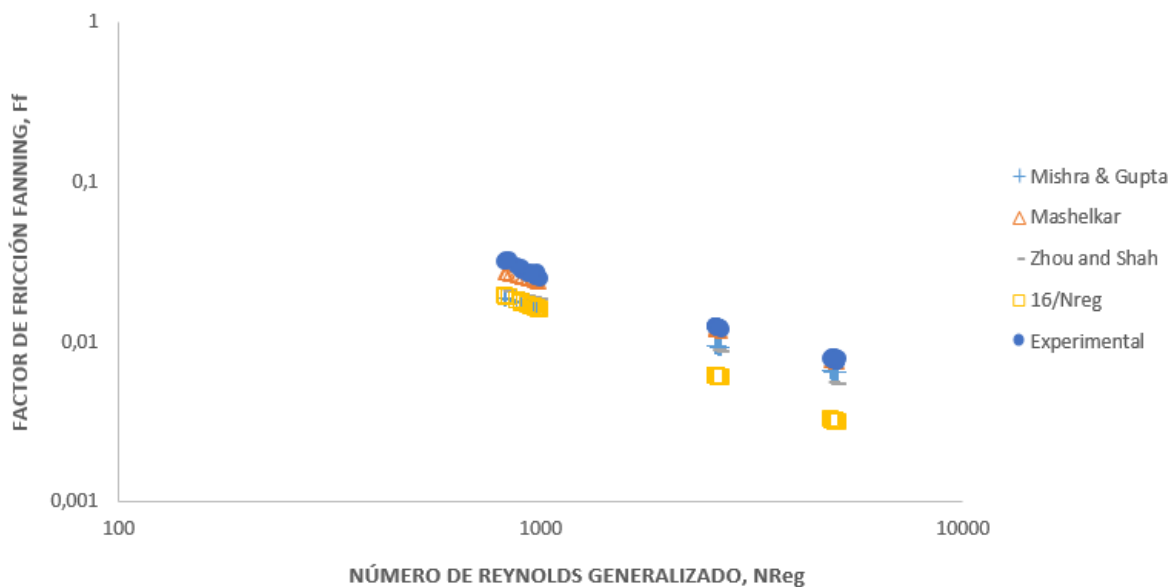 FACTOR DE FRICCIÓN FANNING, Ff
1
0,1
0,01
0,001
100
1000
10000
NÚMERO DE REYNOLDS GENERALIZADO, NReg
Mishra & Gupta
Mashelkar
Zhou and Shah
16/Nreg
Experimental